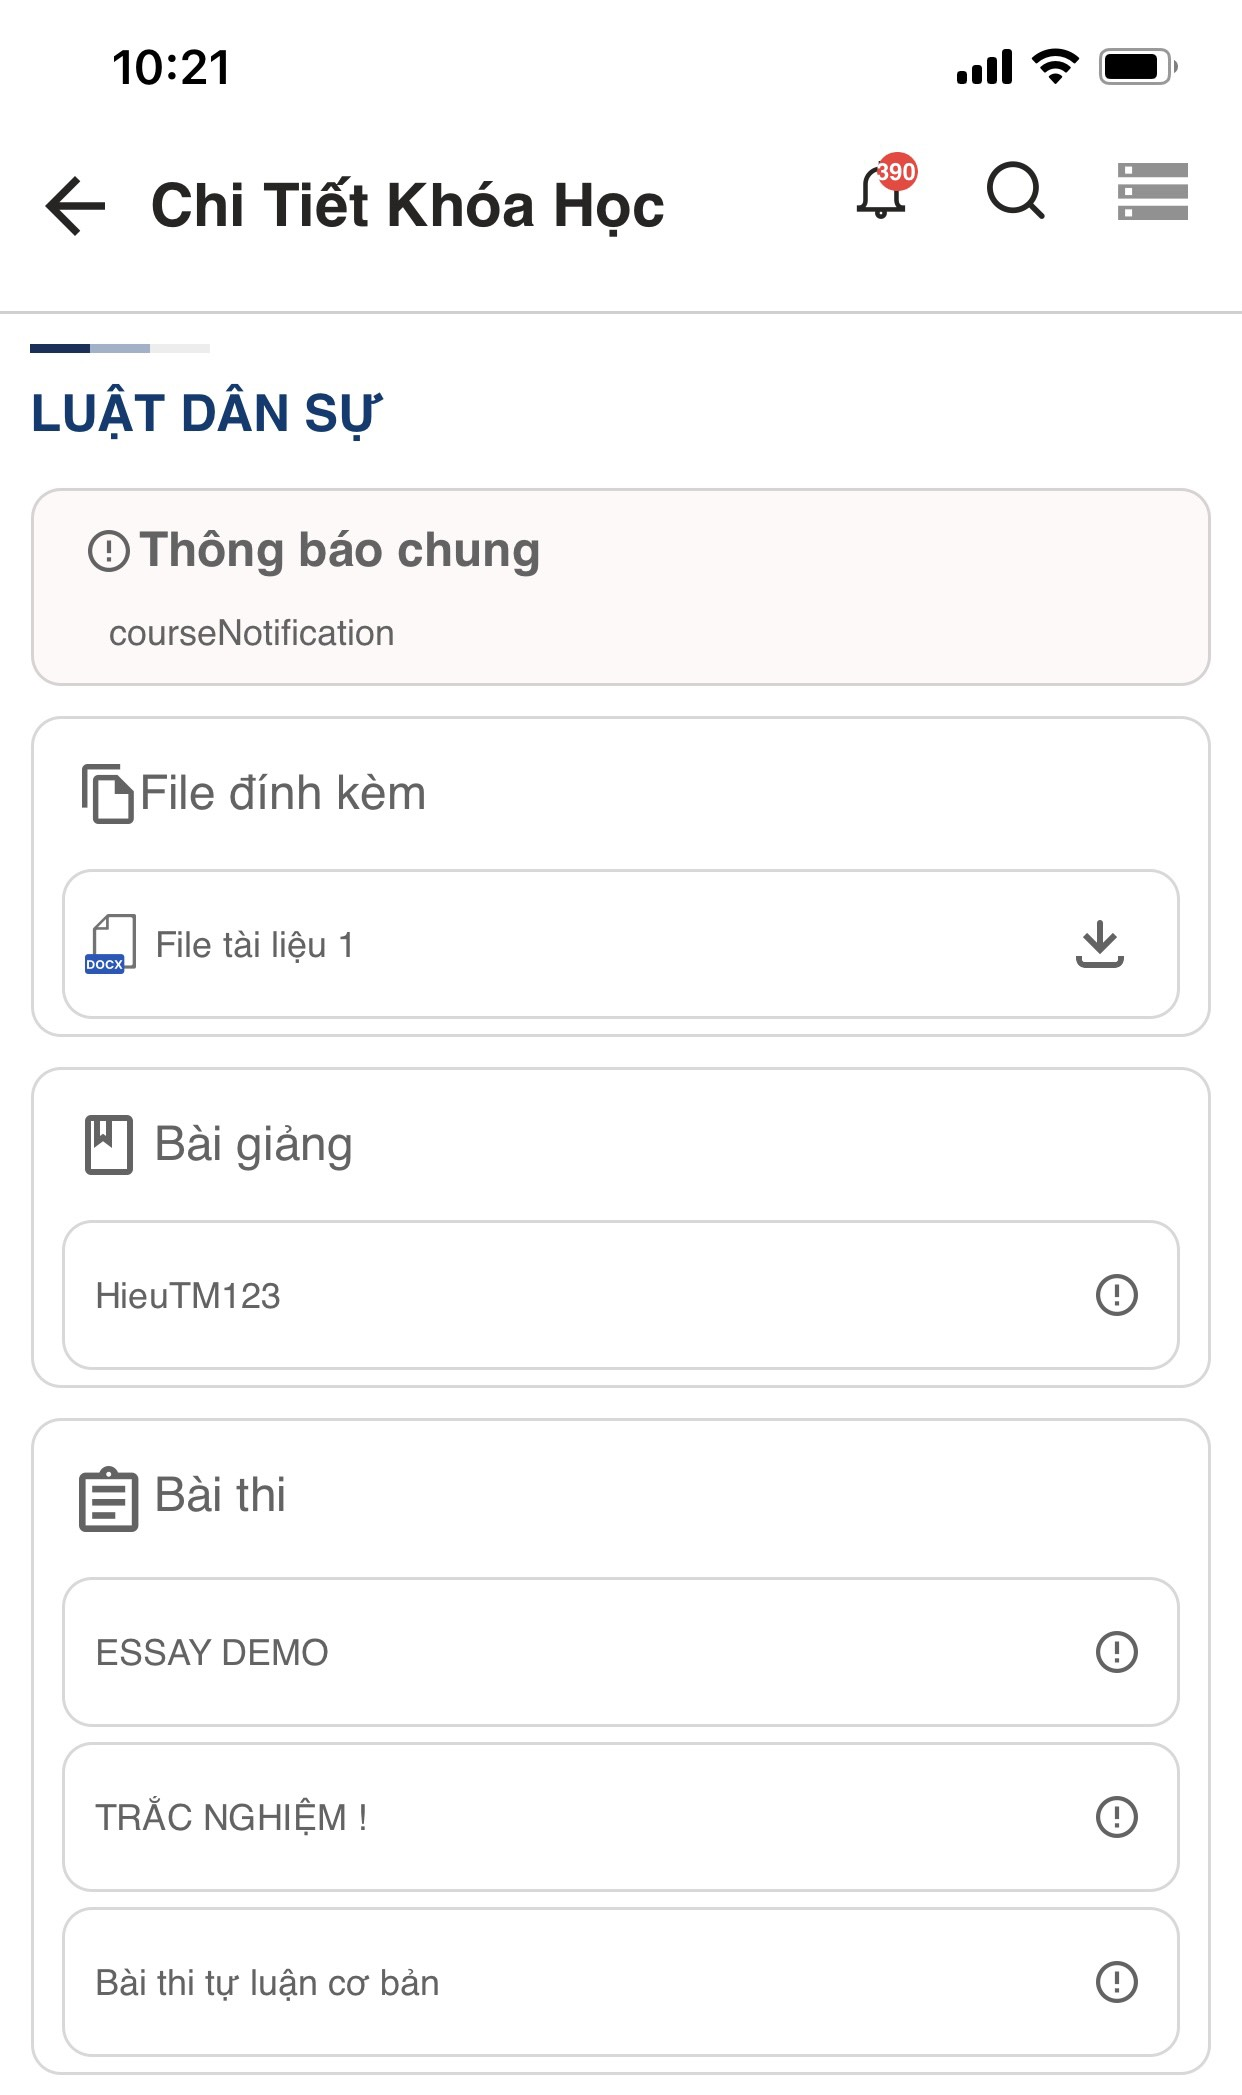 10:21
Chi Tiết Khóa Học
390
LUẬT DÂN SỰ
Thông báo chung
courseNotification
File đính kèm
DOCX
File tài liệu 1
Bài giảng
HieuTM123
Bài thi
ESSAY DEMO
TRẮC NGHIỆM !
Bài thi tự luận cơ bản